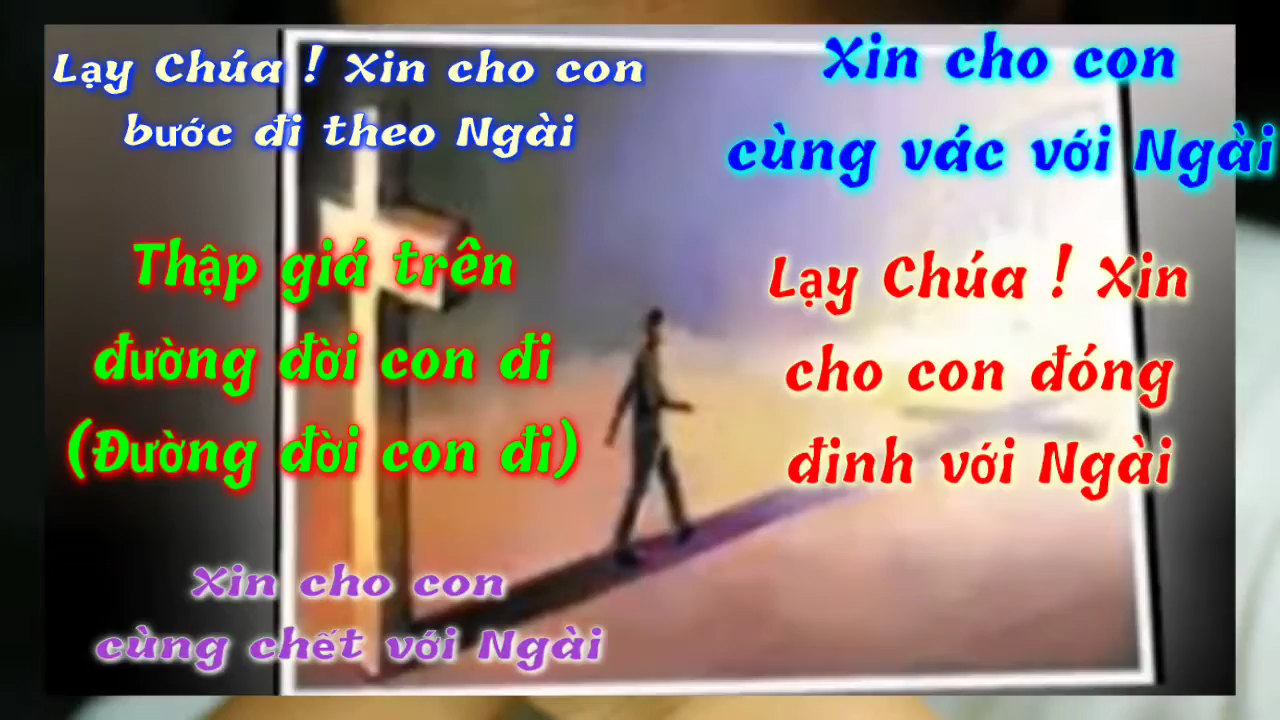 Lạy Chúa ! Xin cho con
bước đi theo Ngài
Xin cho con
cùng vác với Ngài
Thập giá trên
đường đời con đi
(Đường đời con đi)
Lạy Chúa ! Xin
cho con đóng
đinh với Ngài
Xin cho con
cùng chết với Ngài